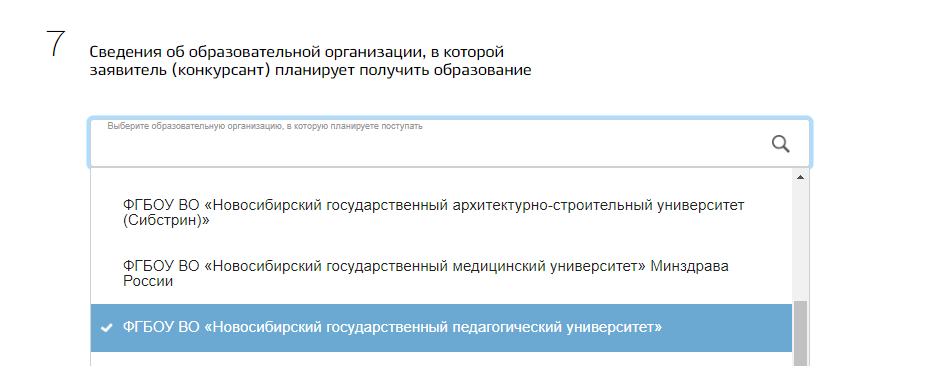 7
Сведения об образовательной организации, в которой
заявитель (конкурсант) планирует получить образование
Выберите образовательную организацию, в которую планируете поступать
ФГБОУ ВО «Новосибирский государственный архитектурно-строительный университет
(Сибстрин)»
ФГБОУ ВО «Новосибирский государственный медицинский университет» Минздрава
России
ФГБОУ ВО «Новосибирский государственный педагогический университет»